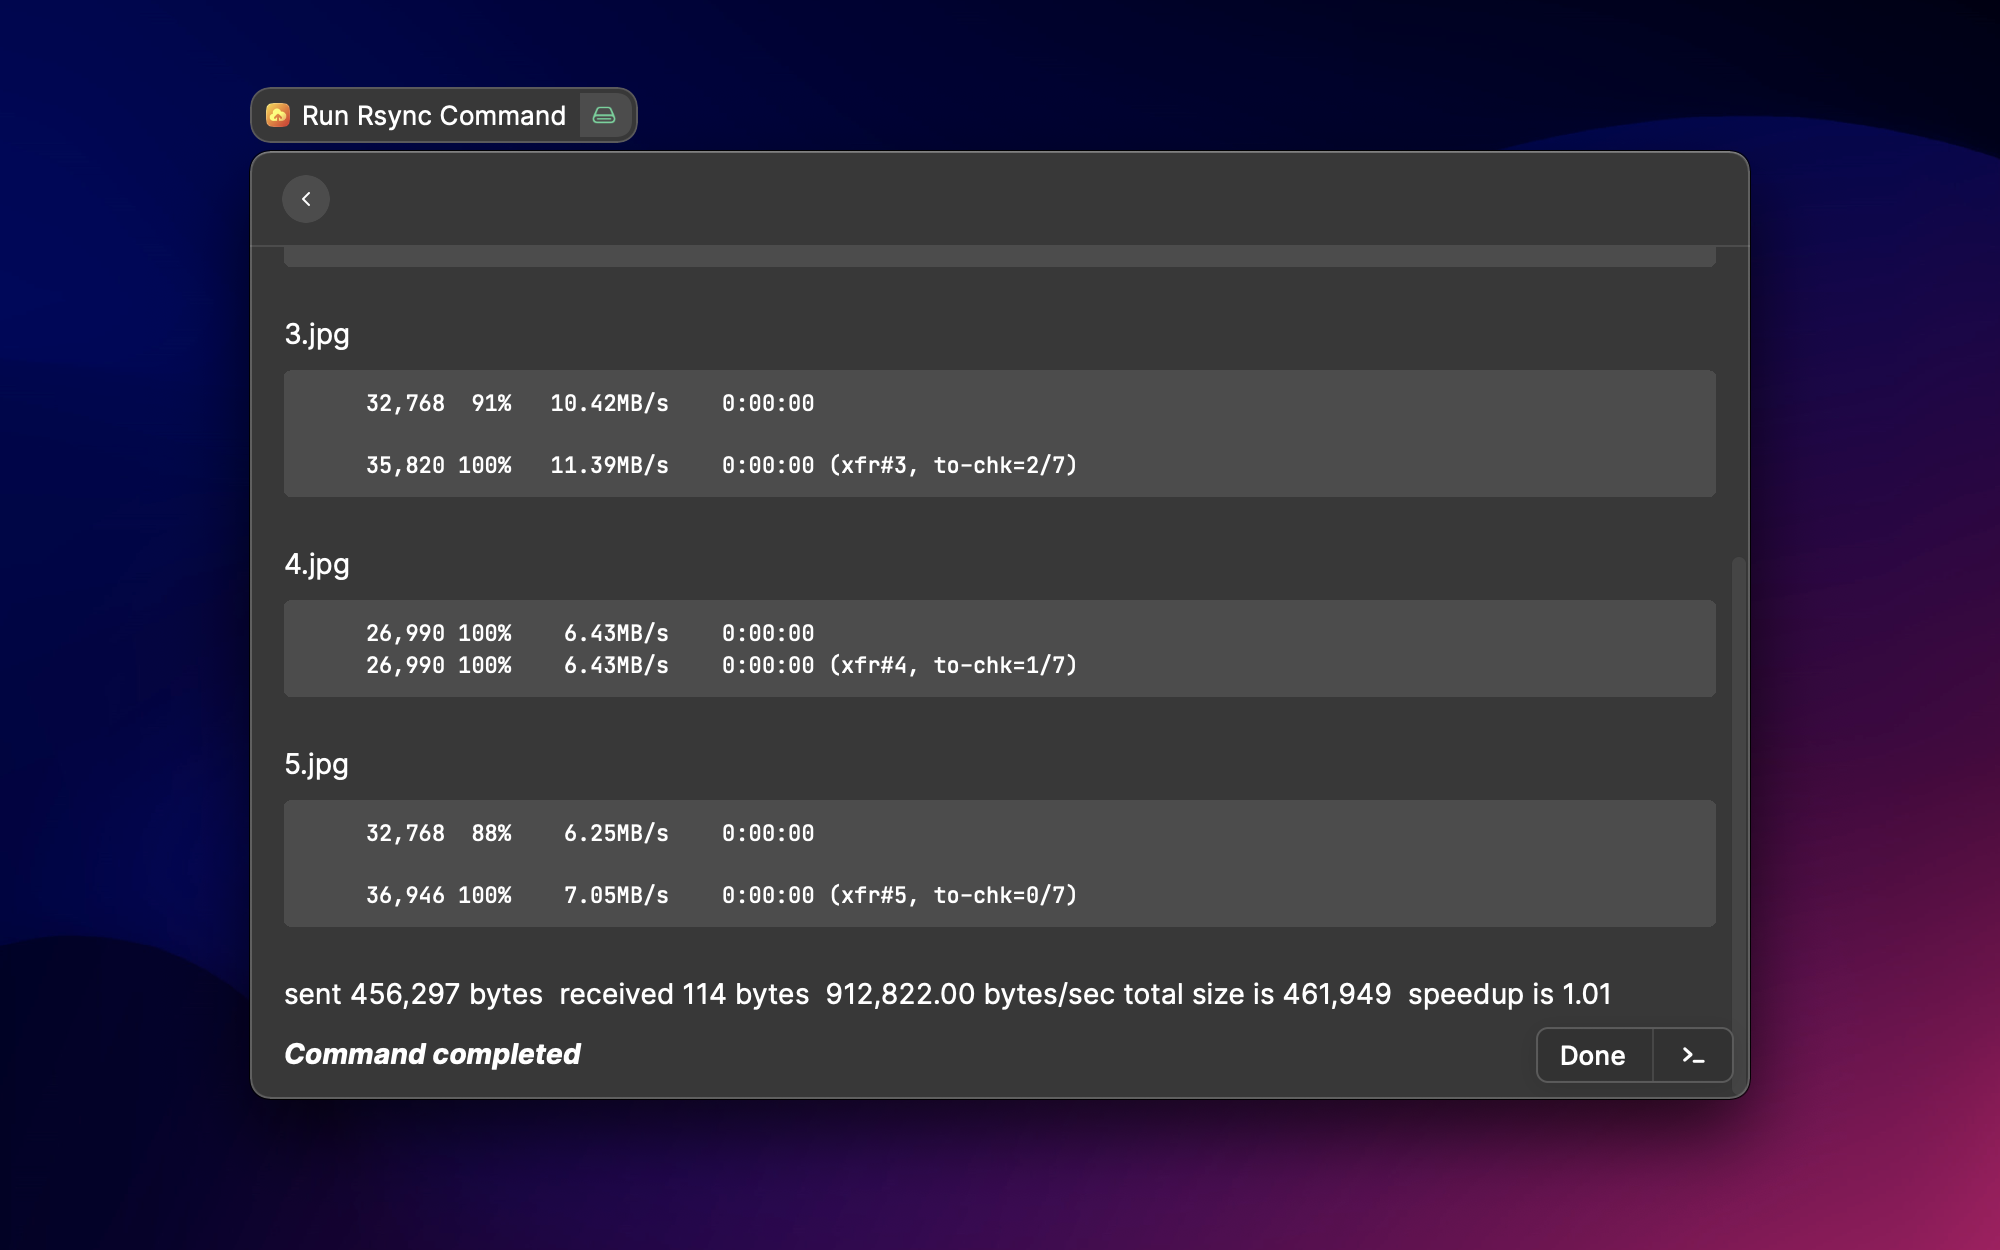 Run Rsync Command
3.jpg
32,768 91% 10.42MB/s 0:00:00
35,820 100% 11.39MB/s 0:00:00 (xfr#3, to-chk=2/7)
4.jpg
26,990 100% 6.43MB/s 0:00:00
26,990 100% 6.43MB/s 0:00:00 (xfr#4, to-chk=1/7)
5.jpg
32,768 88% 6.25MB/s 0:00:00
36,946 100% 7.05MB/s 0:00:00 (xfr#5, to-chk=0/7)
sent 456,297 bytes received 114 bytes 912,822.00 bytes/sec total size is 461,949 speedup is 1.01
Command completed
Done